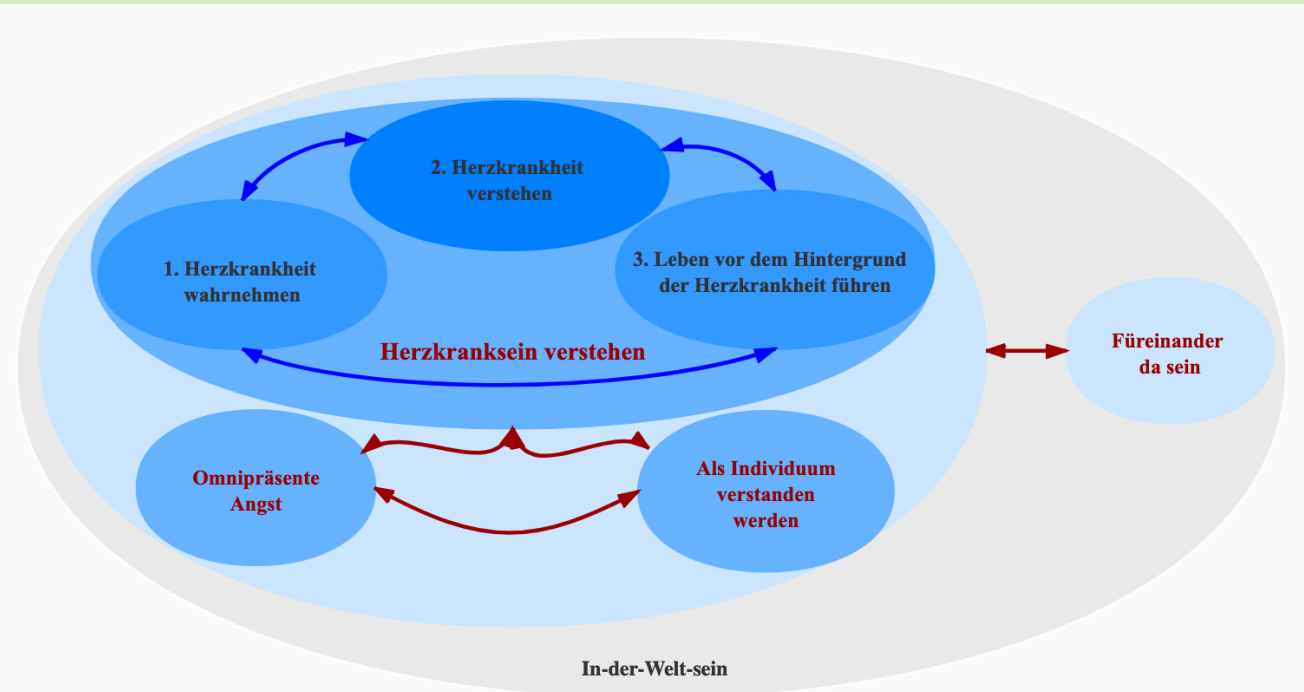 2. Herzkrankheit
verstehen
1. Herzkrankheit
wahrnehmen
3. Leben vor dem Hintergrund
der Herzkrankheit führen
Herzkranksein verstehen
Füreinander
da sein
Omnipräsente
Angst
Als Individuum
verstanden
werden
In-der-Welt-sein